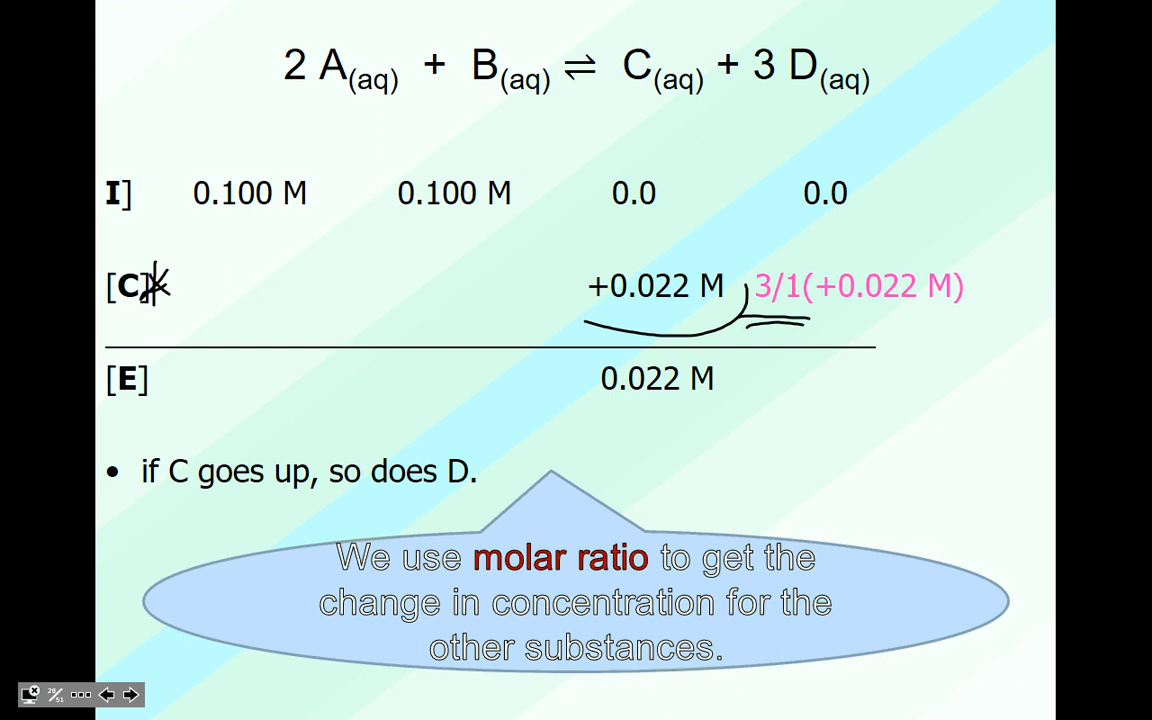 2 A(aq) + B(aq) ⇌ C(aq) + 3 D(aq)
I] 0.100 M 0.100 M 0.0 0.0
[C] +0.022 M 3/1(+0.022 M)
[E] 0.022 M
• if C goes up, so does D.
We use molar ratio to get the
change in concentration for the
other substances.
28/51